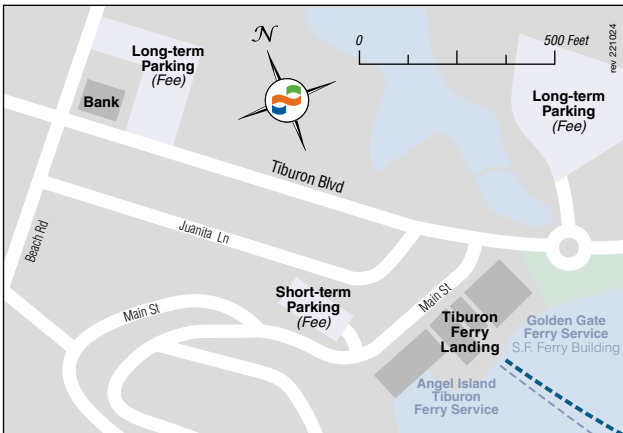 Long-term
Parking
(Fee)
Bank
N
0
500 Feet
rev 221024
Long-term
Parking
(Fee)
Tiburon Blvd
Juanita Ln
Beach Rd
Main St
Short-term
Parking
(Fee)
Main St
Tiburon
Ferry
Landing
Golden Gate
Ferry Service
S.F. Ferry Building
Angel Island
Tiburon
Ferry Service